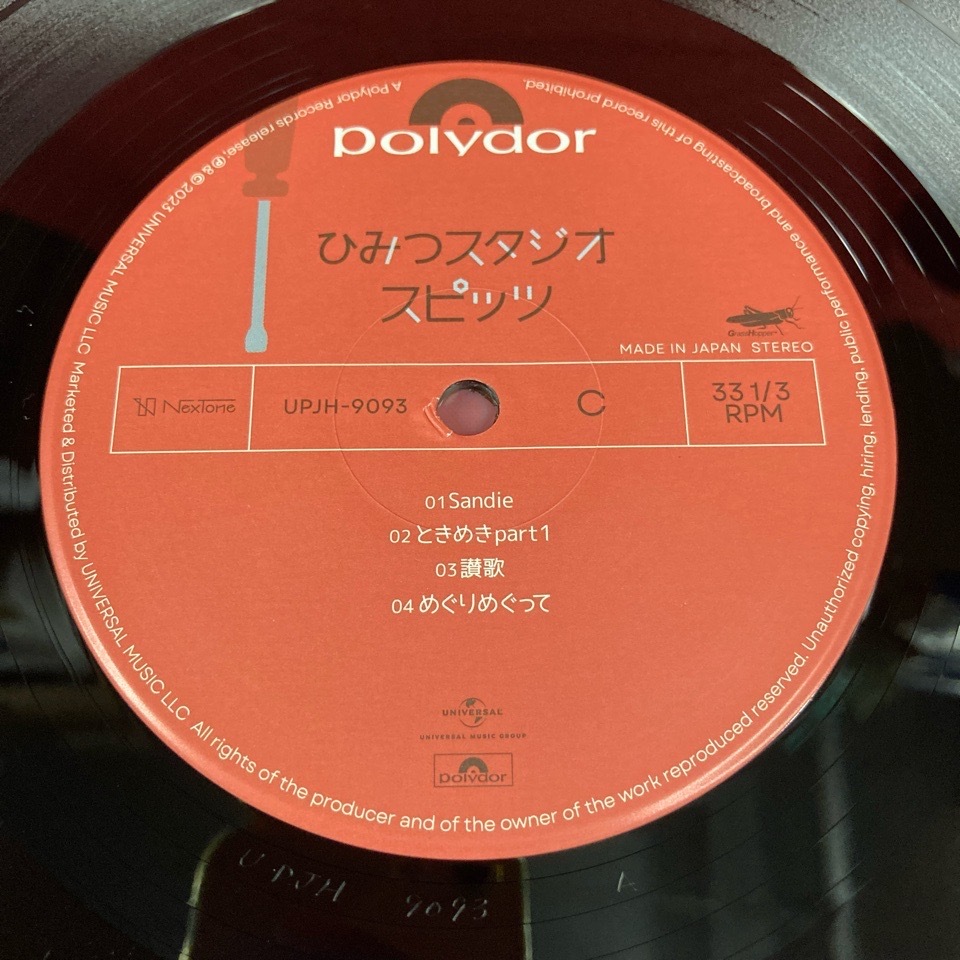 polydor
ひみつスタジオ
スピッツ
GrassHopper
MADE IN JAPAN STEREO
NexTone
UPJH-9093
C
33 1/3
RPM
01 Sandie
02 ときめきpart1
03 讃歌
04 めぐりめぐって
UNIVERSAL
UNIVERSAL MUSIC GROUP
polydor
A Polydor Records release; ℗ & © 2023 UNIVERSAL MUSIC LLC Marketed & Distributed by UNIVERSAL MUSIC LLC All rights of the producer and of the owner of the work reproduced reserved. Unauthorized copying, hiring, lending, public performance and broadcasting of this record prohibited.
UPJH 9093 A